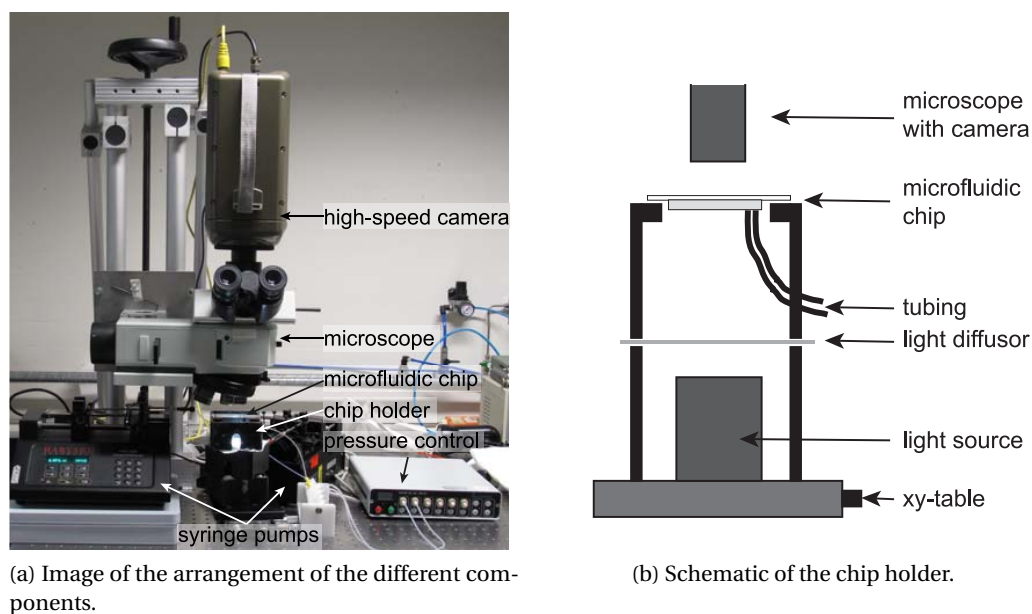 high-speed camera
microscope
microfluidic chip
chip holder
pressure control
syringe pumps
(a) Image of the arrangement of the different com-
ponents.
microscope
with camera
microfluidic
chip
tubing
light diffusor
light source
xy-table
(b) Schematic of the chip holder.